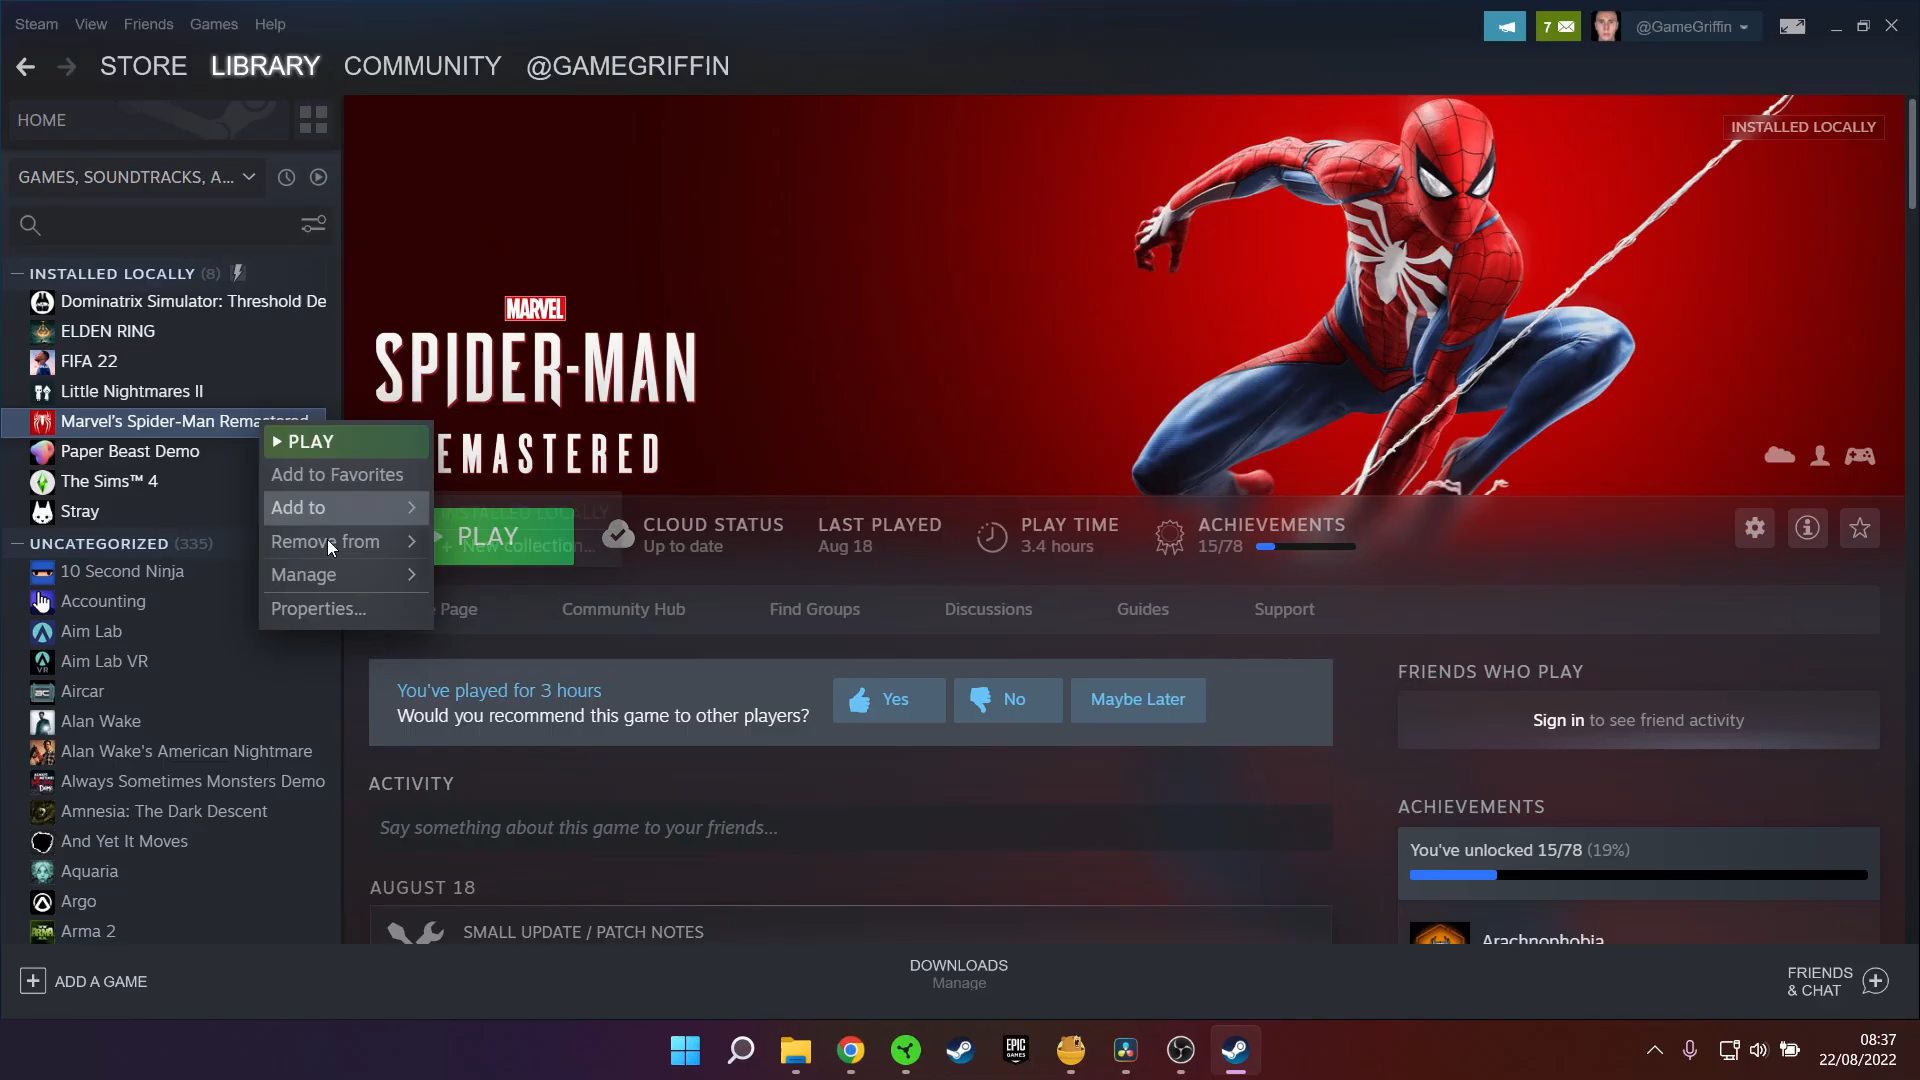 Steam View Friends Games Help
7 @GameGriffin
STORE LIBRARY COMMUNITY @GAMEGRIFFIN
HOME
GAMES, SOUNDTRACKS, A...
INSTALLED LOCALLY (8)
Dominatrix Simulator: Threshold De
ELDEN RING
FIFA 22
Little Nightmares II
Marvel's Spider-Man Remastered
Paper Beast Demo
The Sims™ 4
Stray
UNCATEGORIZED (335)
10 Second Ninja
Accounting
Aim Lab
Aim Lab VR
Aircar
Alan Wake
Alan Wake's American Nightmare
Always Sometimes Monsters Demo
Amnesia: The Dark Descent
And Yet It Moves
Aquaria
Argo
Arma 2
PLAY
Add to Favorites
Add to
Remove from
Manage
Properties...
INSTALLED LOCALLY
+ New collection...
INSTALLED LOCALLY
MARVEL
SPIDER-MAN
EMASTERED
PLAY
CLOUD STATUS
Up to date
LAST PLAYED
Aug 18
PLAY TIME
3.4 hours
ACHIEVEMENTS
15/78
Page Community Hub Find Groups Discussions Guides Support
You've played for 3 hours
Would you recommend this game to other players?
Yes No Maybe Later
ACTIVITY
Say something about this game to your friends...
AUGUST 18
SMALL UPDATE / PATCH NOTES
FRIENDS WHO PLAY
Sign in to see friend activity
ACHIEVEMENTS
You've unlocked 15/78 (19%)
Arachnophobia
ADD A GAME
DOWNLOADS
Manage
FRIENDS
& CHAT
EPIC
GAMES
08:37
22/08/2022